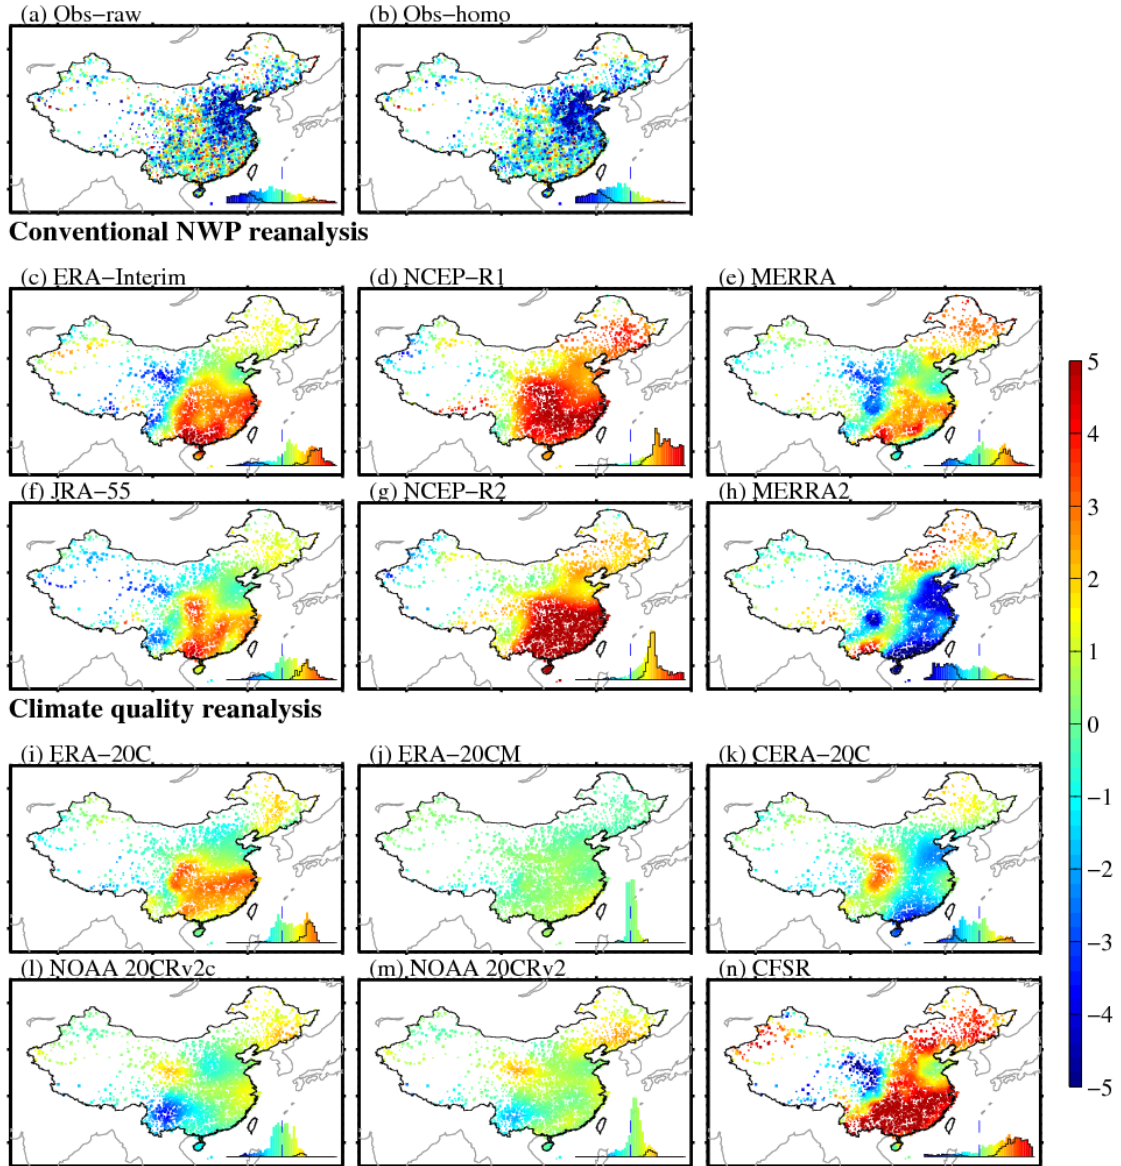 (a) Obs−raw
(b) Obs−homo
Conventional NWP reanalysis
(c) ERA−Interim
(d) NCEP−R1
(e) MERRA
(f) JRA−55
(g) NCEP−R2
(h) MERRA2
Climate quality reanalysis
(i) ERA−20C
(j) ERA−20CM
(k) CERA−20C
(l) NOAA 20CRv2c
(m) NOAA 20CRv2
(n) CFSR
5
4
3
2
1
0
−1
−2
−3
−4
−5